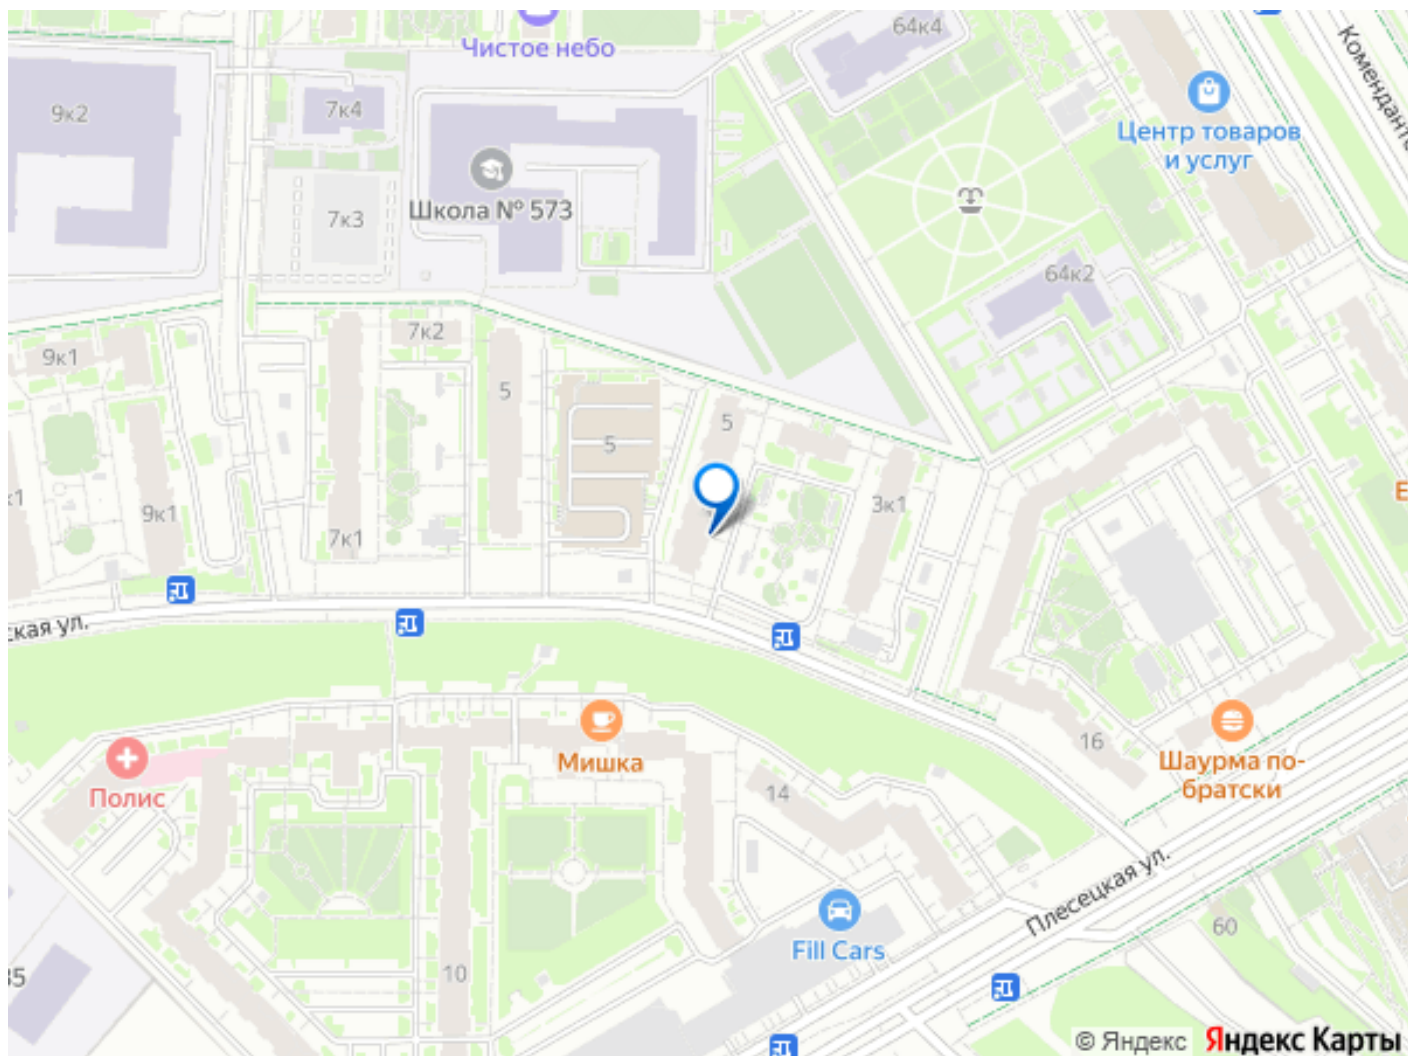 64к4
Чистое небо
9к2
7к4
Центр товаров
и услуг
Школа № 573
7к3
64к2
7к2
9к1
5
5
5
3к1
9к1
7к1
ская ул.
Мишка
16
Шаурма по-
братски
Полис
14
Плесецкая ул.
Fill Cars
60
10
© Яндекс
Яндекс Карты